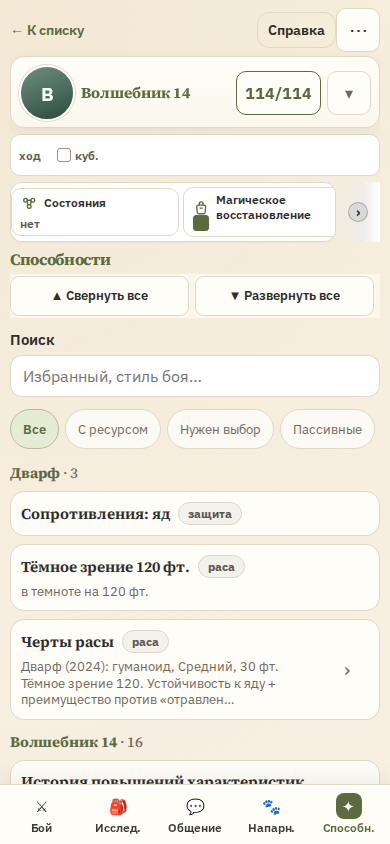 ← К списку
Справка
...
В
Волшебник 14
114/114
▼
ход
куб.
Состояния
нет
Магическое
восстановление
›
Способности
▲ Свернуть все
▼ Развернуть все
Поиск
Избранный, стиль боя...
Все
С ресурсом
Нужен выбор
Пассивные
Дварф · 3
Сопротивления: яд
защита
Тёмное зрение 120 фт.
раса
в темноте на 120 фт.
Черты расы
раса
Дварф (2024): гуманоид, Средний, 30 фт.
Тёмное зрение 120. Устойчивость к яду +
преимущество против «отравлен...
›
Волшебник 14 · 16
История повышений характеристик
Бой
Исслед.
Общение
Напарн.
Способн.